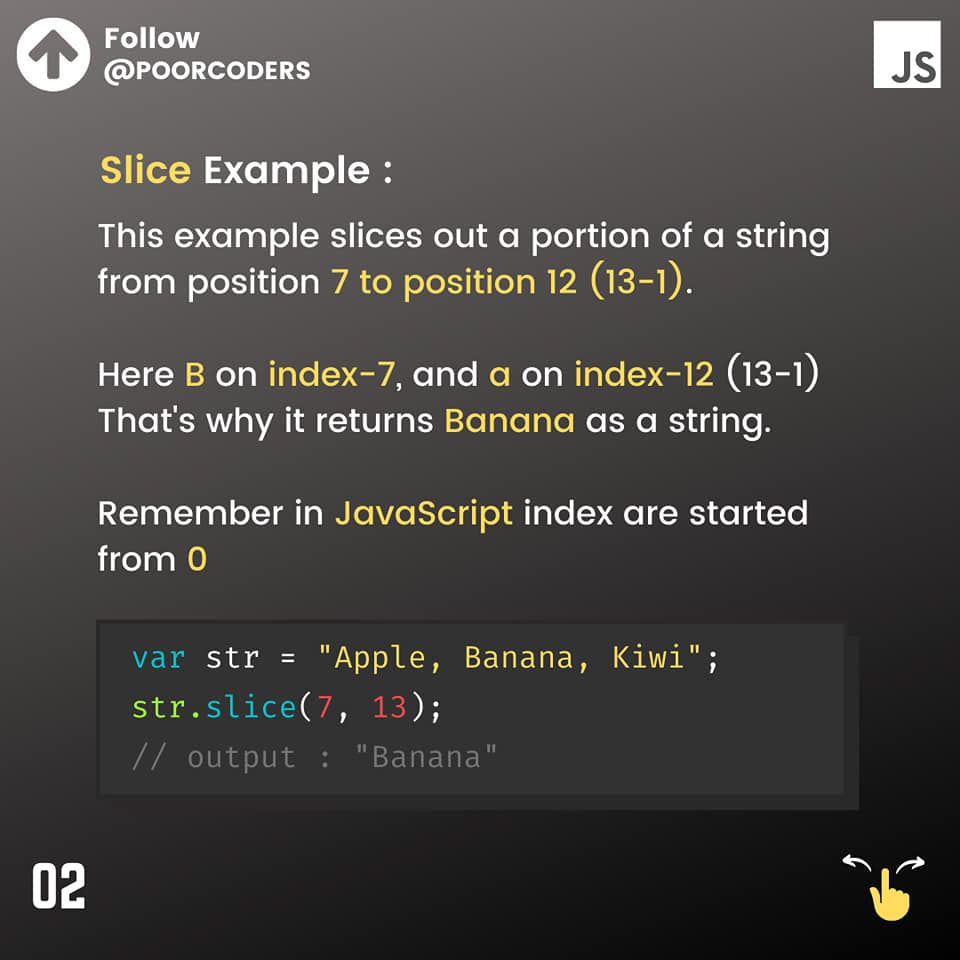 Follow
@POORCODERS
JS
Slice Example :
This example slices out a portion of a string
from position 7 to position 12 (13-1).
Here B on index-7, and a on index-12 (13-1)
That's why it returns Banana as a string.
Remember in JavaScript index are started
from 0
var str = "Apple, Banana, Kiwi";
str.slice(7, 13);
// output : "Banana"
02